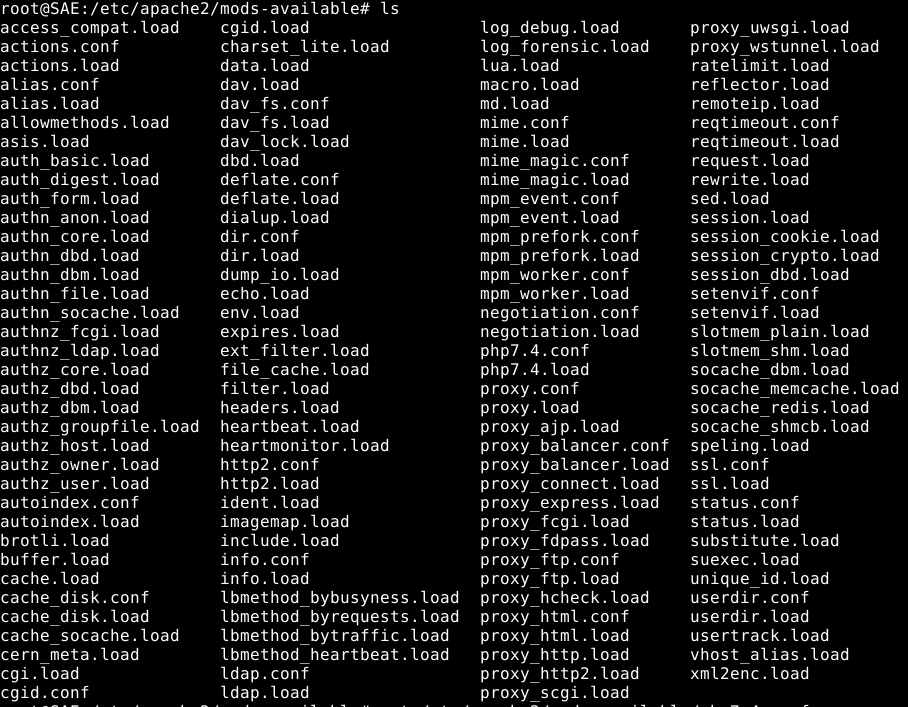 root@SAE:/etc/apache2/mods-available# ls
access_compat.load cgid.load log_debug.load proxy_uwsgi.load
actions.conf charset_lite.load log_forensic.load proxy_wstunnel.load
actions.load data.load lua.load ratelimit.load
alias.conf dav.load macro.load reflector.load
alias.load dav_fs.conf md.load remoteip.load
allowmethods.load dav_fs.load mime.conf reqtimeout.conf
asis.load dav_lock.load mime.load reqtimeout.load
auth_basic.load dbd.load mime_magic.conf request.load
auth_digest.load deflate.conf mime_magic.load rewrite.load
auth_form.load deflate.load mpm_event.conf sed.load
authn_anon.load dialup.load mpm_event.load session.load
authn_core.load dir.conf mpm_prefork.conf session_cookie.load
authn_dbd.load dir.load mpm_prefork.load session_crypto.load
authn_dbm.load dump_io.load mpm_worker.conf session_dbd.load
authn_file.load echo.load mpm_worker.load setenvif.conf
authn_socache.load env.load negotiation.conf setenvif.load
authnz_fcgi.load expires.load negotiation.load slotmem_plain.load
authnz_ldap.load ext_filter.load php7.4.conf slotmem_shm.load
authz_core.load file_cache.load php7.4.load socache_dbm.load
authz_dbd.load filter.load proxy.conf socache_memcache.load
authz_dbm.load headers.load proxy.load socache_redis.load
authz_groupfile.load heartbeat.load proxy_ajp.load socache_shmcb.load
authz_host.load heartmonitor.load proxy_balancer.conf speling.load
authz_owner.load http2.conf proxy_balancer.load ssl.conf
authz_user.load http2.load proxy_connect.load ssl.load
autoindex.conf ident.load proxy_express.load status.conf
autoindex.load imagemap.load proxy_fcgi.load status.load
brotli.load include.load proxy_fdpass.load substitute.load
buffer.load info.conf proxy_ftp.conf suexec.load
cache.load info.load proxy_ftp.load unique_id.load
cache_disk.conf lbmethod_bybusyness.load proxy_hcheck.load userdir.conf
cache_disk.load lbmethod_byrequests.load proxy_html.conf userdir.load
cache_socache.load lbmethod_bytraffic.load proxy_html.load usertrack.load
cern_meta.load lbmethod_heartbeat.load proxy_http.load vhost_alias.load
cgi.load ldap.conf proxy_http2.load xml2enc.load
cgid.conf ldap.load proxy_scgi.load